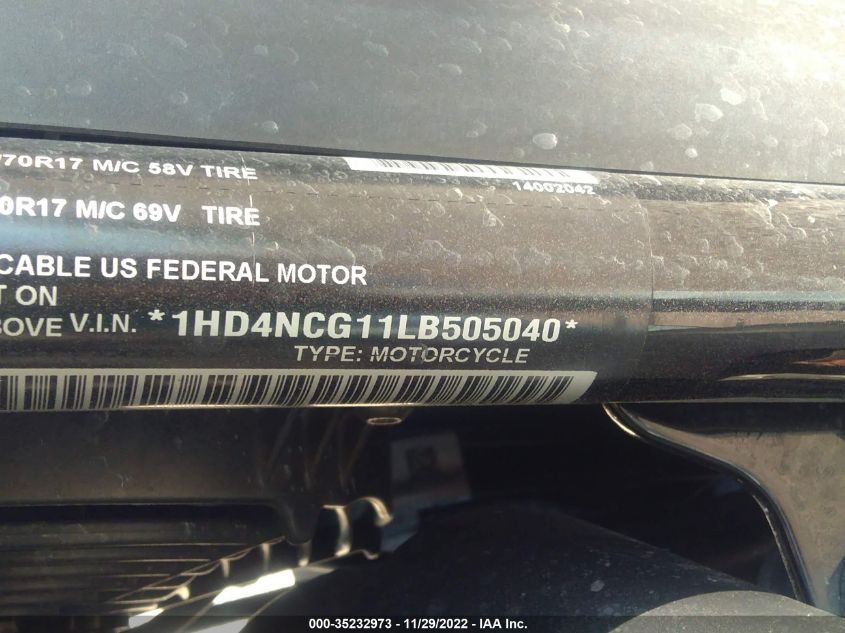 /70R17 M/C 58V TIRE
14002042
0R17 M/C 69V TIRE
CABLE US FEDERAL MOTOR
T ON
BOVE V.I.N. *1HD4NCG11LB505040*
TYPE: MOTORCYCLE
000-35232973 - 11/29/2022 - IAA Inc.